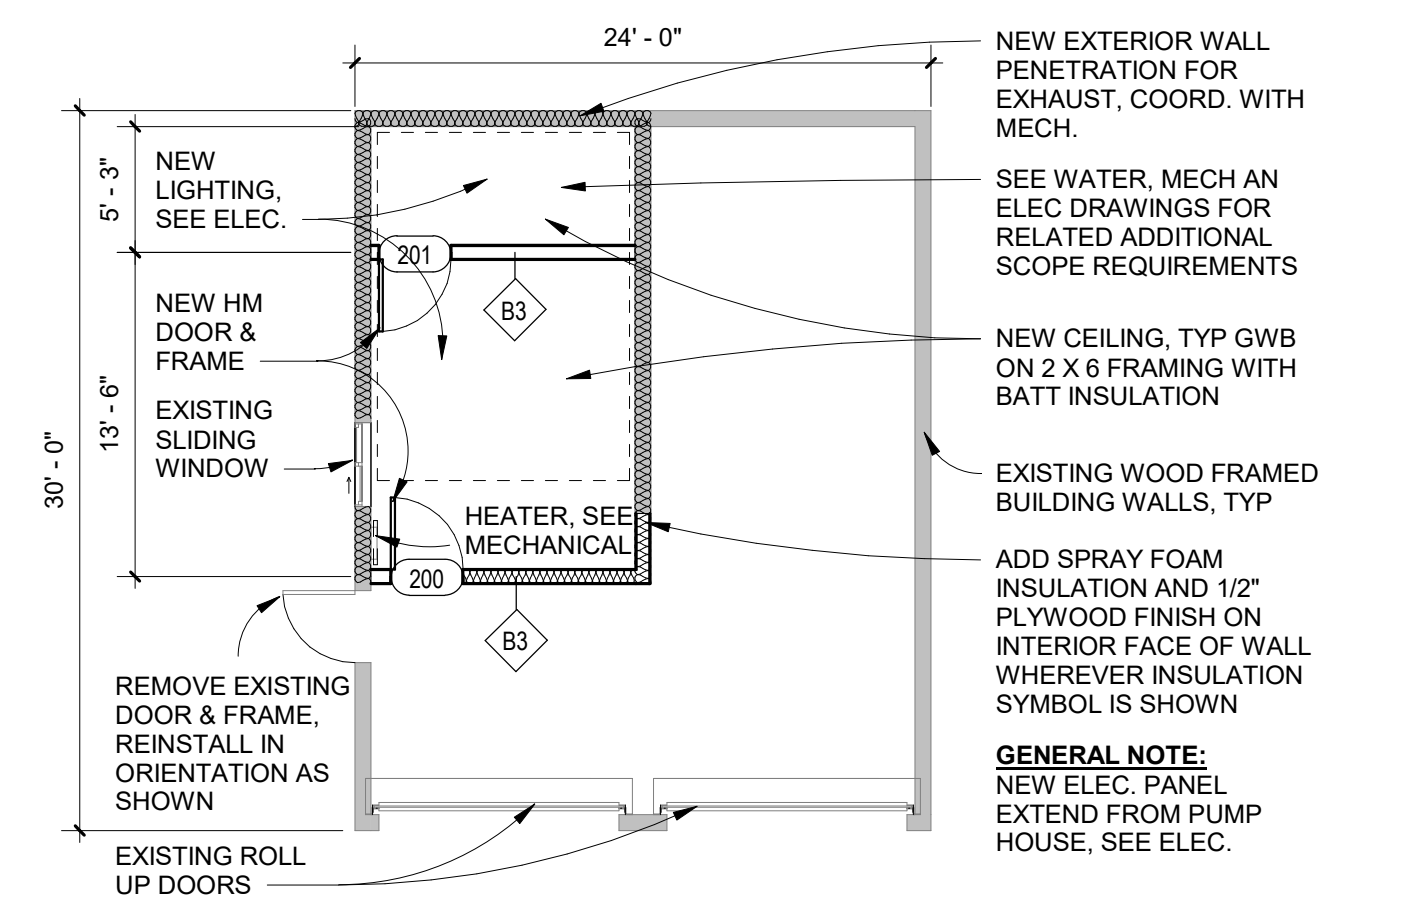 24' - 0"
NEW EXTERIOR WALL
PENETRATION FOR
EXHAUST, COORD. WITH
MECH.
5' - 3"
NEW
LIGHTING,
SEE ELEC.
SEE WATER, MECH AN
ELEC DRAWINGS FOR
RELATED ADDITIONAL
SCOPE REQUIREMENTS
201
B3
NEW HM
DOOR &
FRAME
NEW CEILING, TYP GWB
ON 2 X 6 FRAMING WITH
BATT INSULATION
13' - 6"
EXISTING
SLIDING
WINDOW
30' - 0"
EXISTING WOOD FRAMED
BUILDING WALLS, TYP
HEATER, SEE
MECHANICAL
200
B3
ADD SPRAY FOAM
INSULATION AND 1/2"
PLYWOOD FINISH ON
INTERIOR FACE OF WALL
WHEREVER INSULATION
SYMBOL IS SHOWN
REMOVE EXISTING
DOOR & FRAME,
REINSTALL IN
ORIENTATION AS
SHOWN
GENERAL NOTE:
NEW ELEC. PANEL
EXTEND FROM PUMP
HOUSE, SEE ELEC.
EXISTING ROLL
UP DOORS